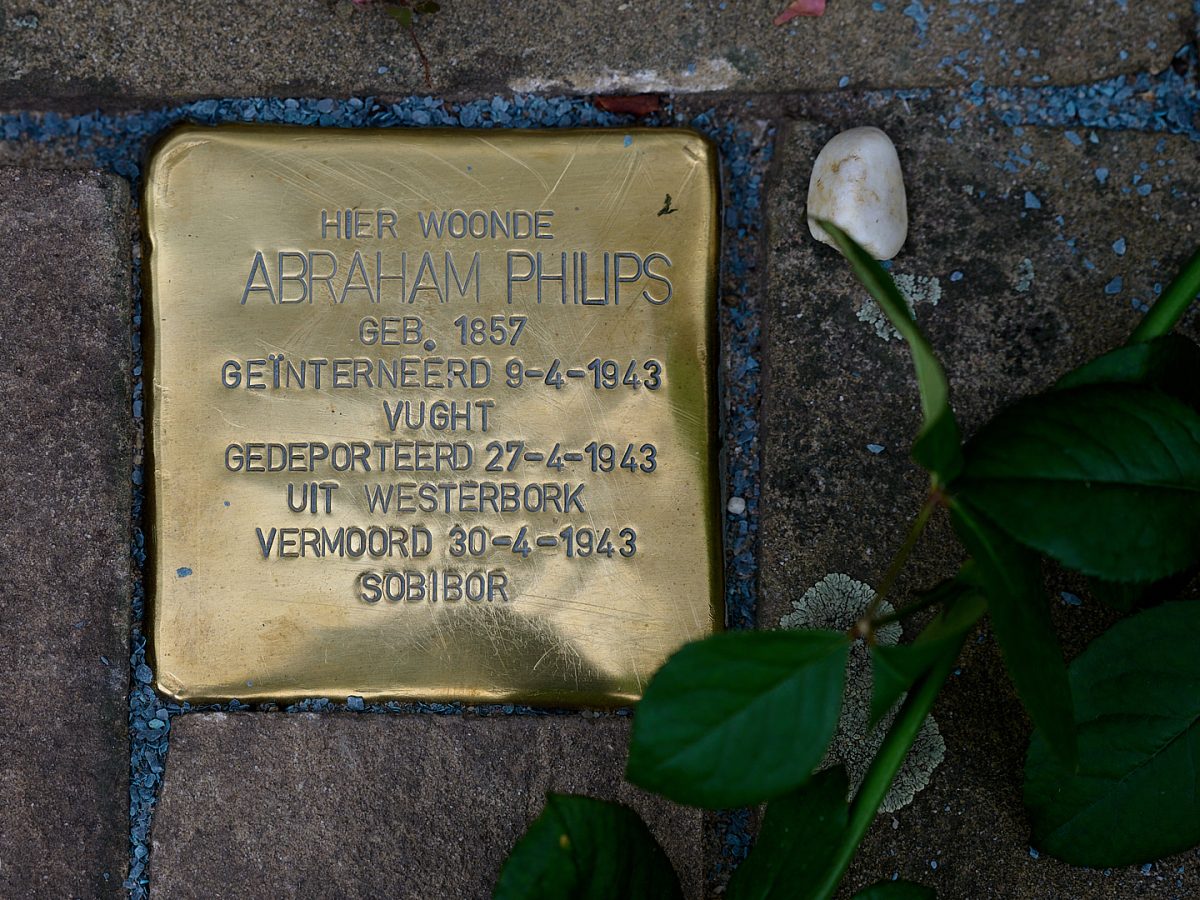 HIER WOONDE
ABRAHAM PHILIPS
GEB. 1857
GEÏNTERNEERD 9-4-1943
VUGHT
GEDEPORTEERD 27-4-1943
UIT WESTERBORK
VERMOORD 30-4-1943
SOBIBOR